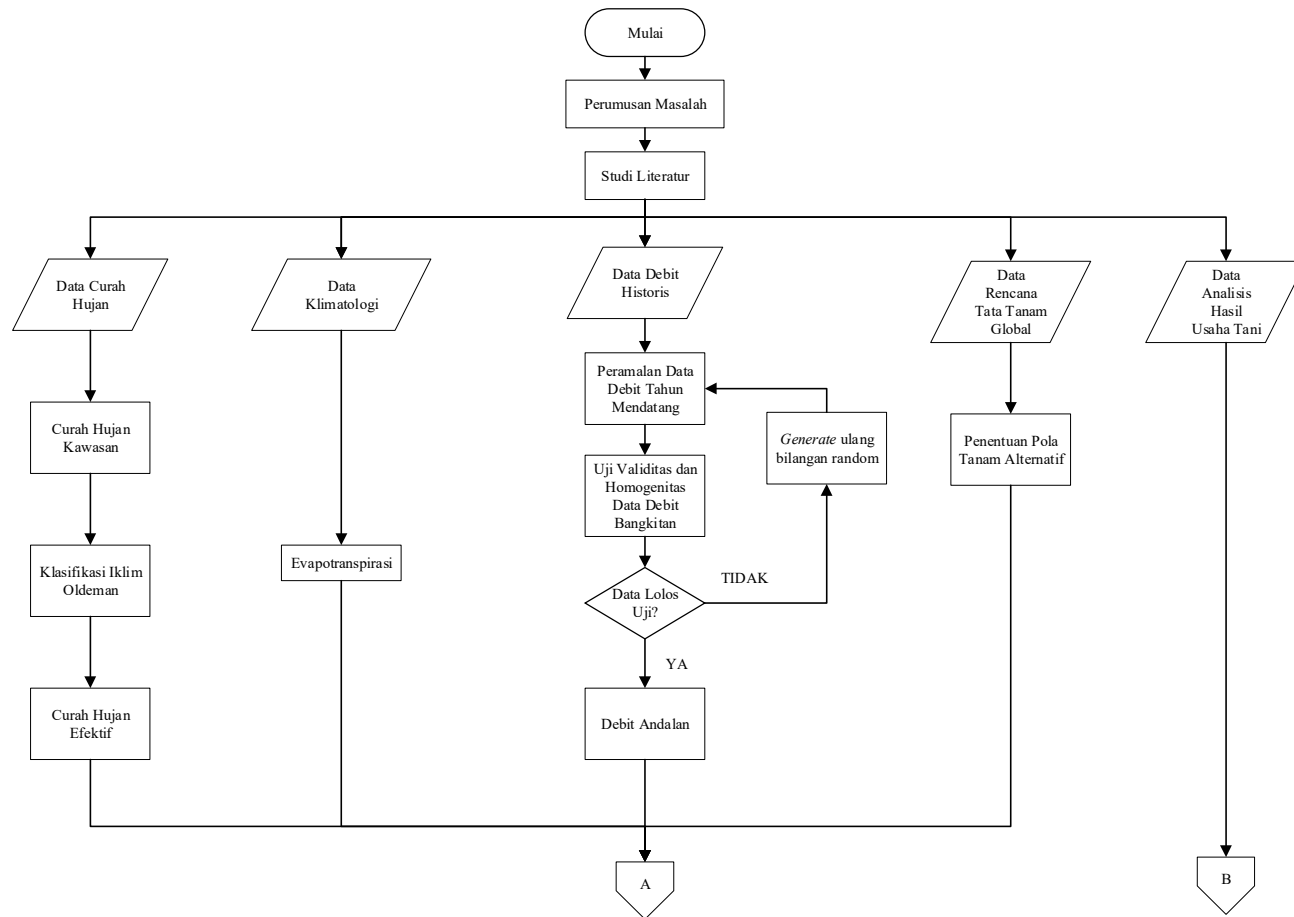 Mulai
Perumusan Masalah
Studi Literatur
Data Curah
Hujan
Data
Klimatologi
Data Debit
Historis
Data
Rencana
Tata Tanam
Global
Data
Analisis
Hasil
Usaha Tani
Curah Hujan
Kawasan
Klasifikasi Iklim
Oldeman
Curah Hujan
Efektif
Evapotranspirasi
Peramalan Data
Debit Tahun
Mendatang
Uji Validitas dan
Homogenitas
Data Debit
Bangkitan
Data Lolos
Uji?
TIDAK
Generate ulang
bilangan random
YA
Debit Andalan
Penentuan Pola
Tanam Alternatif
A
B